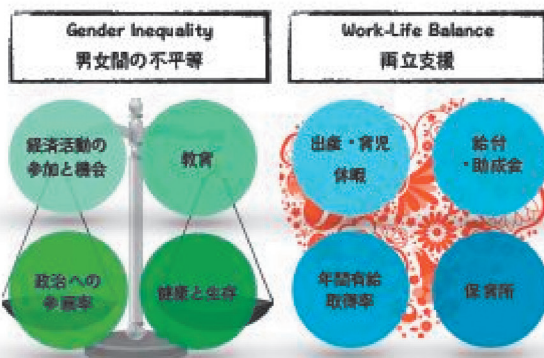 Gender Inequality
男女間の不平等
Work-Life Balance
両立支援
経済活動の
参加と機会
教育
政治への
参画率
健康と生存
出産・育児
休暇
給付
・助成会
年間有給
取得率
保育所